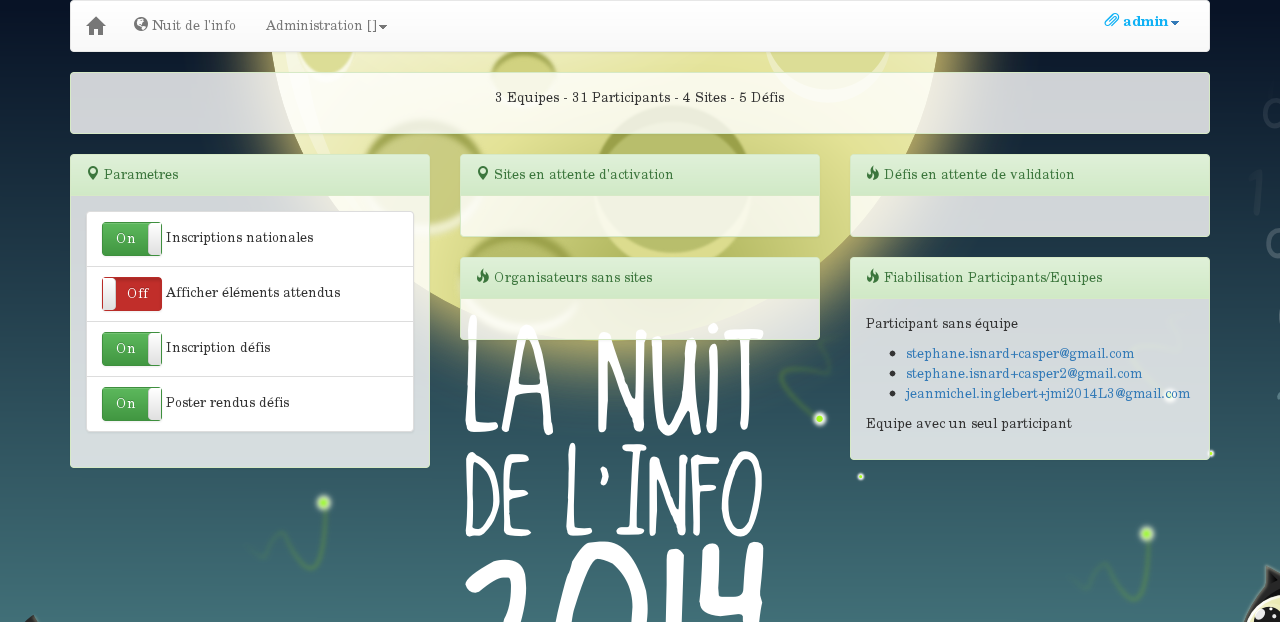 Nuit de l'info
Administration []
admin
3 Equipes - 31 Participants - 4 Sites - 5 Défis
Parametres
On Inscriptions nationales
Off Afficher éléments attendus
On Inscription défis
On Poster rendus défis
Sites en attente d'activation
Organisateurs sans sites
Défis en attente de validation
Fiabilisation Participants/Equipes
Participant sans équipe
stephane.isnard+casper@gmail.com
stephane.isnard+casper2@gmail.com
jeanmichel.inglebert+jmi2014L3@gmail.com
Equipe avec un seul participant
LA NUIT
DE L'INFO
2014